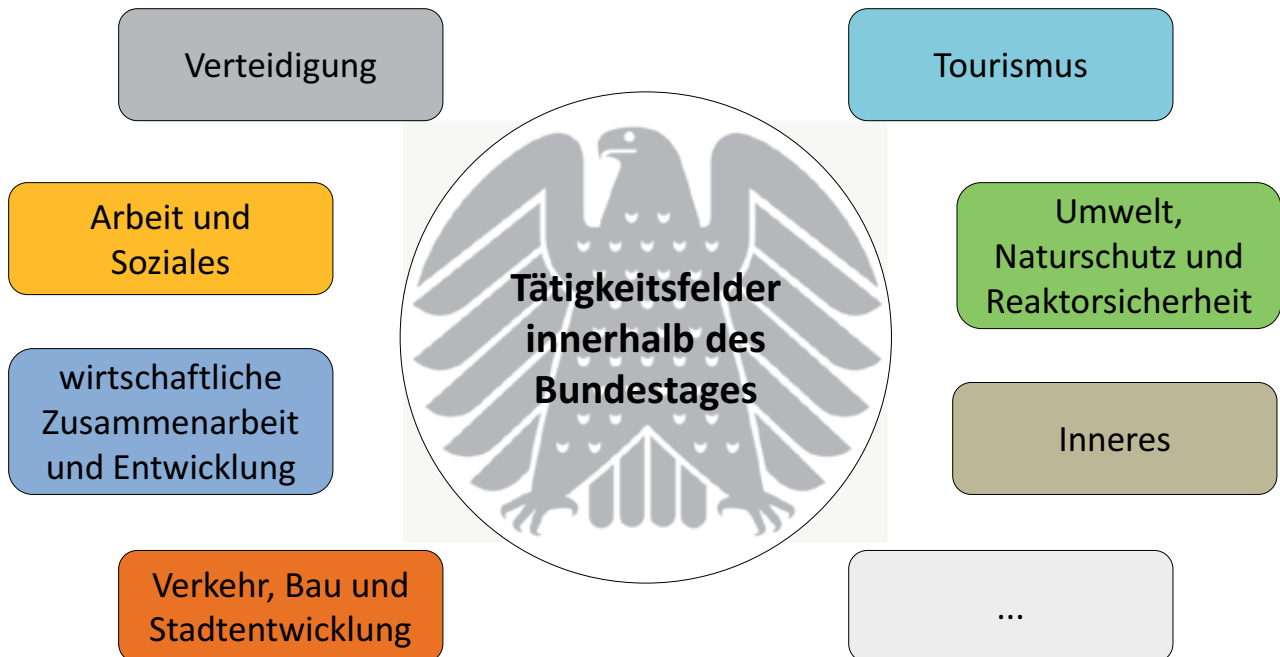 Verteidigung
Tourismus
Arbeit und
Soziales
Umwelt,
Naturschutz und
Reaktorsicherheit
Tätigkeitsfelder
innerhalb des
Bundestages
wirtschaftliche
Zusammenarbeit
und Entwicklung
Inneres
Verkehr, Bau und
Stadtentwicklung
...